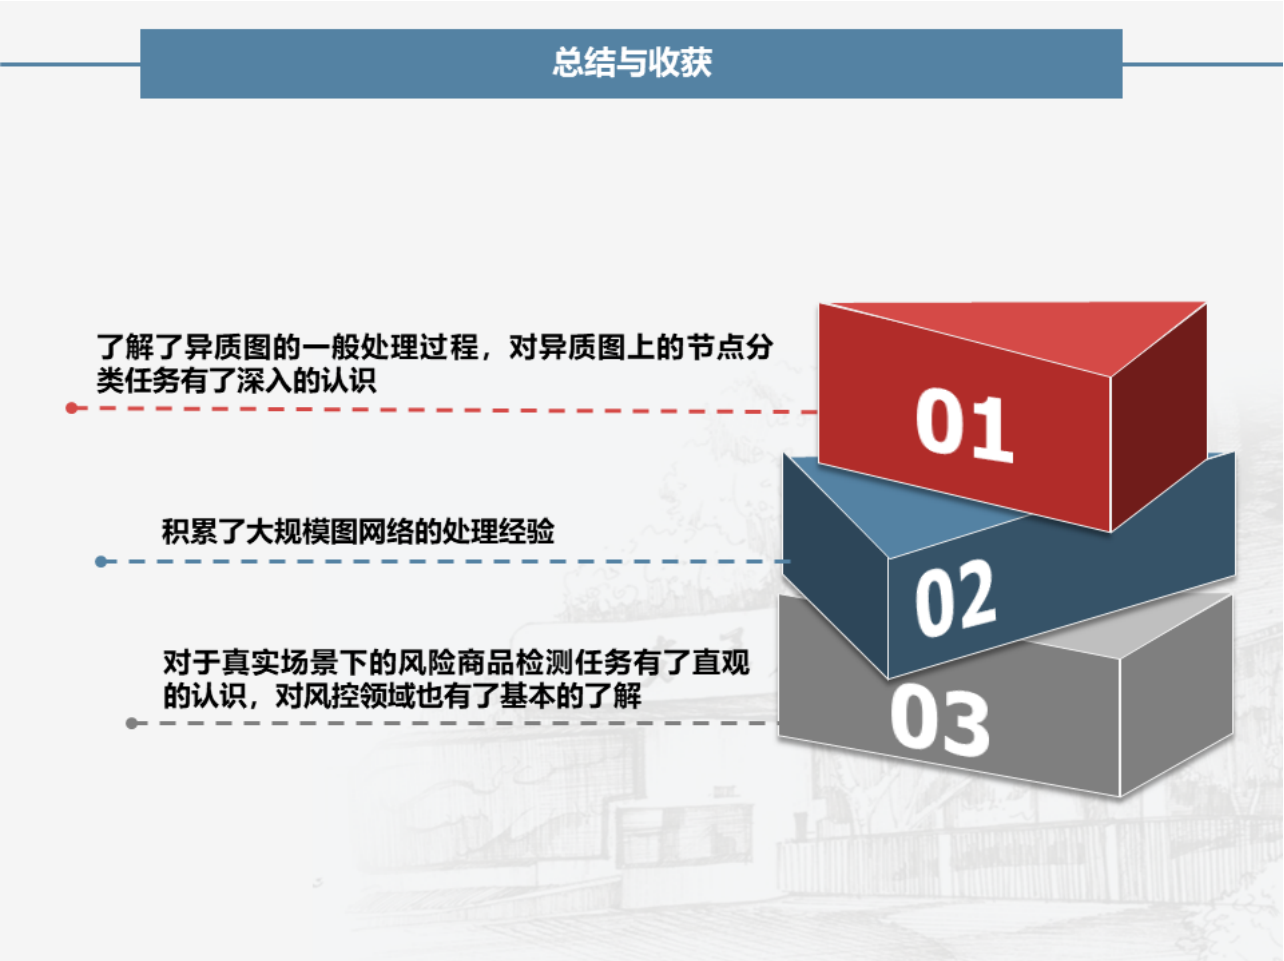 总结与收获
了解了异质图的一般处理过程，对异质图上的节点分
类任务有了深入的认识
01
积累了大规模图网络的处理经验
02
对于真实场景下的风险商品检测任务有了直观
的认识，对风控领域也有了基本的了解
03